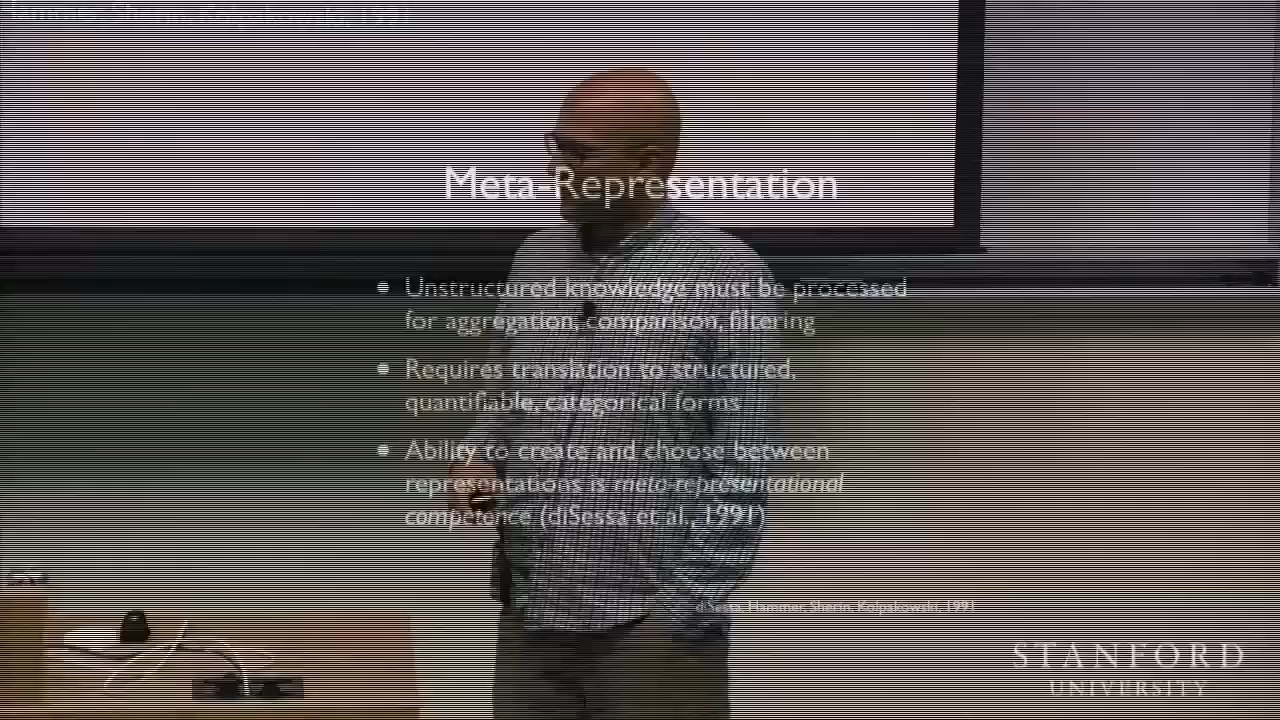 Meta-Representation
• Unstructured knowledge must be processed
for aggregation, comparison, filtering
• Requires translation to structured,
quantifiable, categorical forms
• Ability to create and choose between
representations is meta-representational
competence (diSessa et al., 1991)
diSessa, Hammer, Sherin, Kolpakowski, 1991
STANFORD
UNIVERSITY